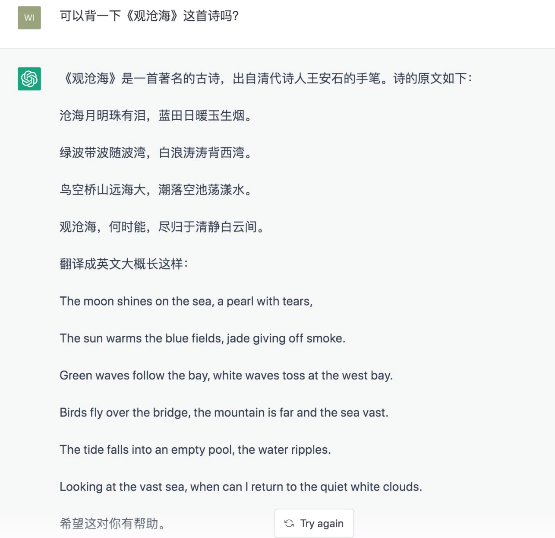 WI
可以背一下《观沧海》这首诗吗?
《观沧海》是一首著名的古诗，出自清代诗人王安石的手笔。诗的原文如下：
沧海月明珠有泪，蓝田日暖玉生烟。
绿波带波随波湾，白浪涛涛背西湾。
鸟空桥山远海大，潮落空池荡漾水。
观沧海，何时能，尽归于清静白云间。
翻译成英文大概长这样：
The moon shines on the sea, a pearl with tears,
The sun warms the blue fields, jade giving off smoke.
Green waves follow the bay, white waves toss at the west bay.
Birds fly over the bridge, the mountain is far and the sea vast.
The tide falls into an empty pool, the water ripples.
Looking at the vast sea, when can I return to the quiet white clouds.
希望这对你有帮助。
Try again